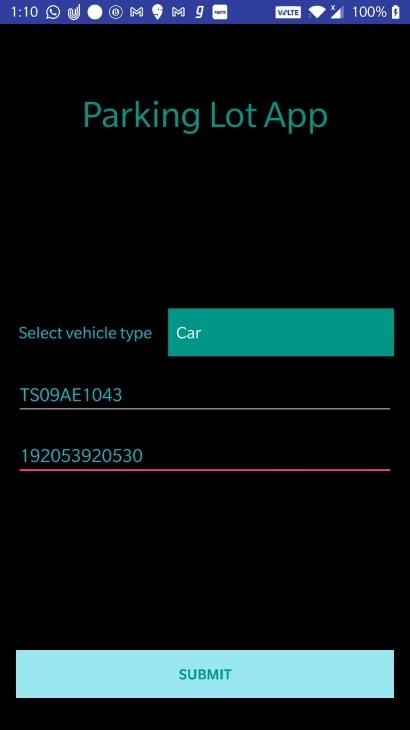 1:10 VoLTE 100%
Parking Lot App
Select vehicle type Car
TS09AE1043
192053920530
SUBMIT